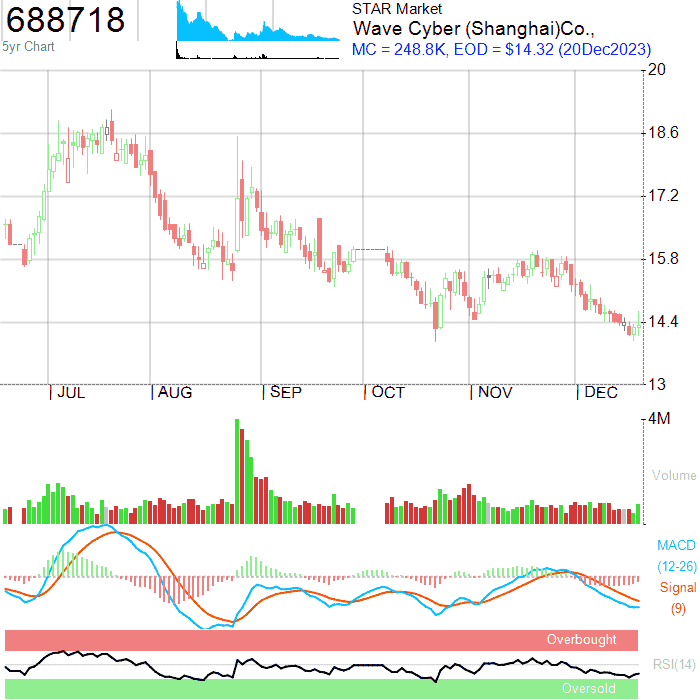 688718
5yr Chart
STAR Market
Wave Cyber (Shanghai)Co.,
MC = 248.8K, EOD = $14.32 (20Dec2023)
20
18.6
17.2
15.8
14.4
13
JUL AUG SEP OCT NOV DEC
4M
Volume
MACD
(12-26)
Signal
(9)
Overbought
RSI(14)
Oversold